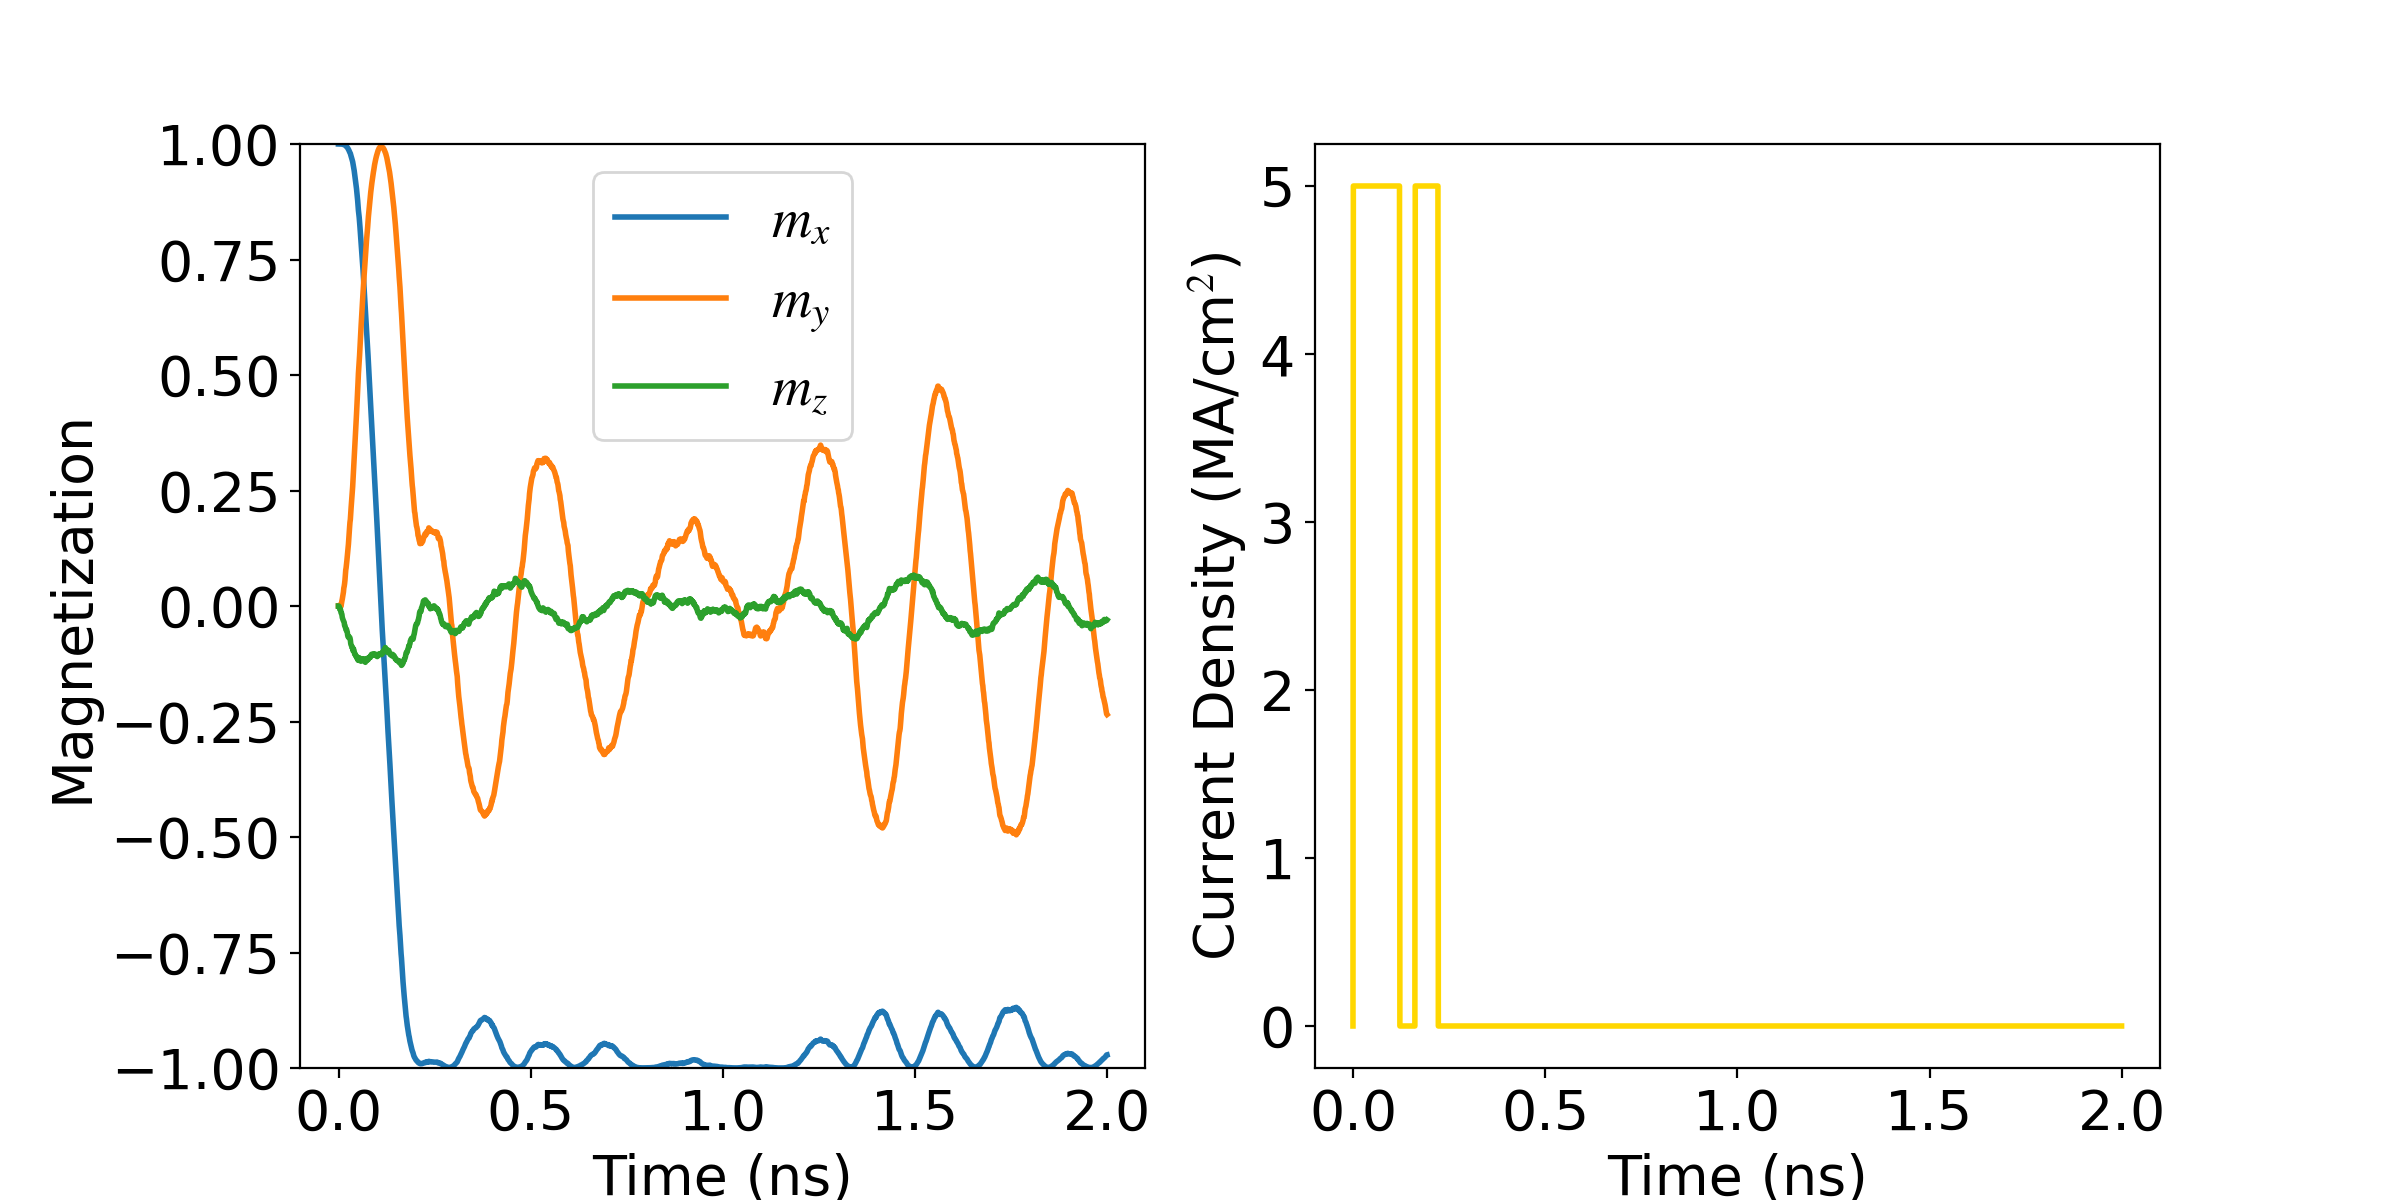 1.00
0.75
0.50
0.25
0.00
−0.25
−0.50
−0.75
−1.00
Magnetization
m_x
m_y
m_z
0.0 0.5 1.0 1.5 2.0
Time (ns)
5
4
3
2
1
0
Current Density (MA/cm²)
0.0 0.5 1.0 1.5 2.0
Time (ns)